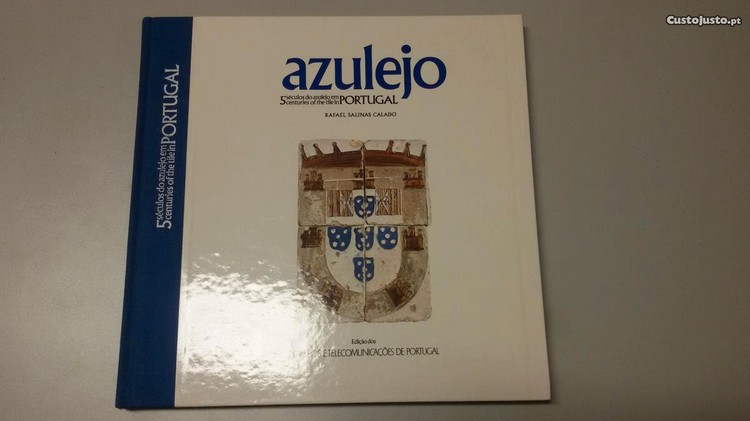 CustoJusto.pt
azulejo
5 séculos do azulejo em
centuries of the tile in PORTUGAL
RAFAEL SALINAS CALADO
Edição dos
E TELECOMUNICAÇÕES DE PORTUGAL
5 séculos do azulejo em
centuries of the tile in PORTUGAL